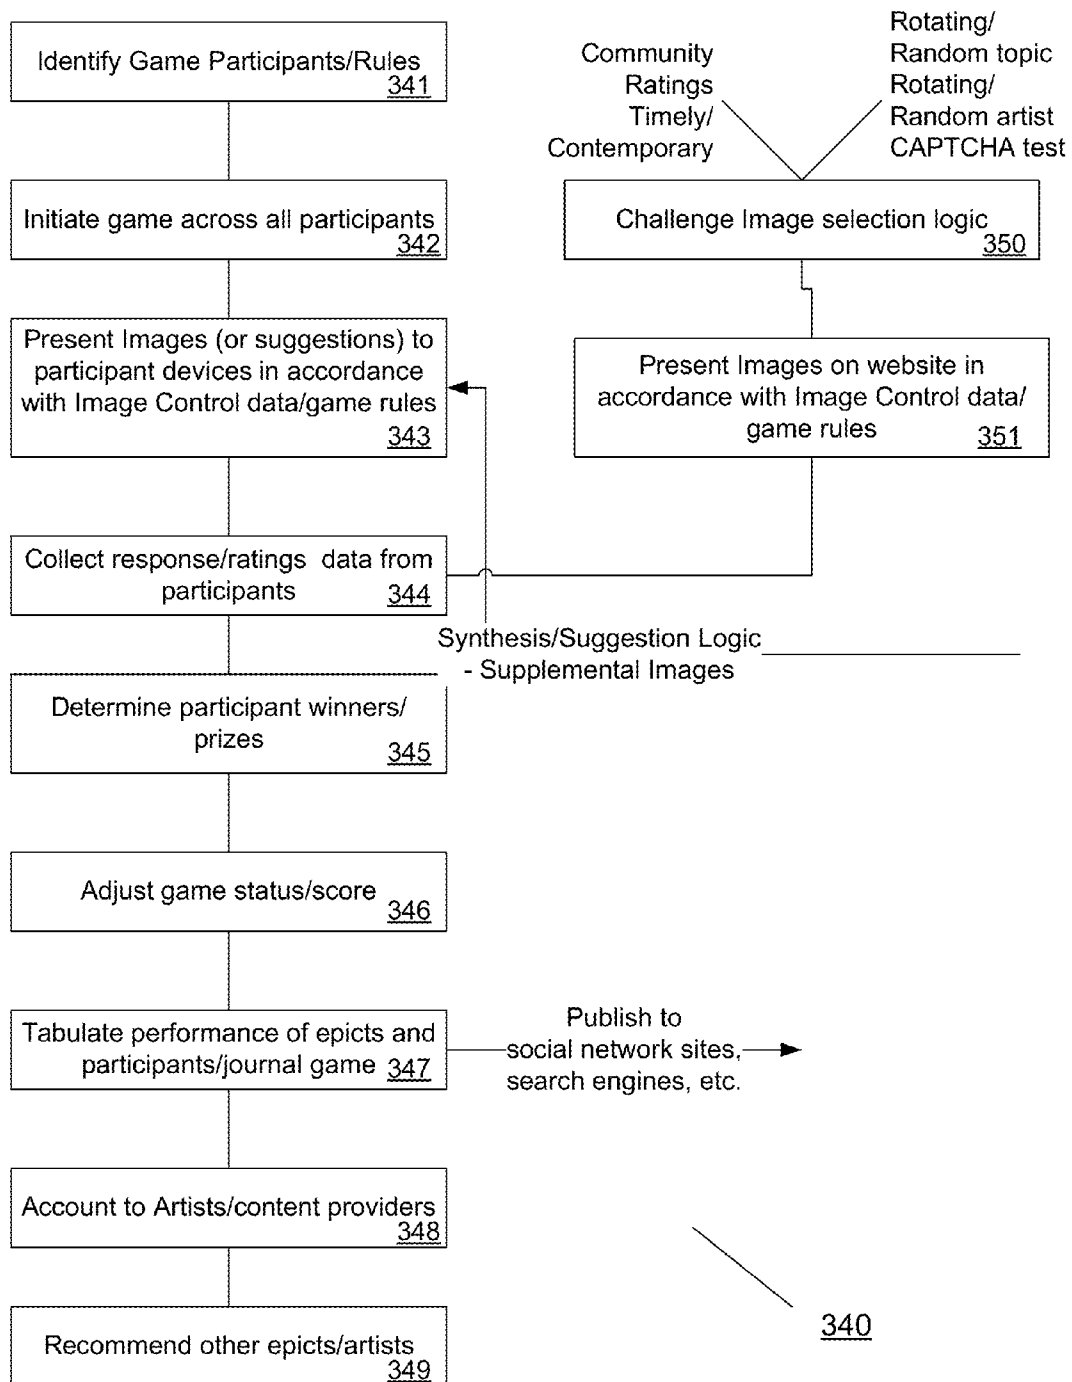 Identify Game Participants/Rules
341
Community
Ratings
Timely/
Contemporary
Rotating/
Random topic
Rotating/
Random artist
CAPTCHA test
Initiate game across all participants
342
Challenge Image selection logic
350
Present Images (or suggestions) to
participant devices in accordance
with Image Control data/game rules
343
Present Images on website in
accordance with Image Control data/
game rules
351
Collect response/ratings data from
participants
344
Synthesis/Suggestion Logic
- Supplemental Images
Determine participant winners/
prizes
345
Adjust game status/score
346
Tabulate performance of epicts and
participants/journal game
347
Publish to
social network sites,
search engines, etc.
Account to Artists/content providers
348
Recommend other epicts/artists
349
340